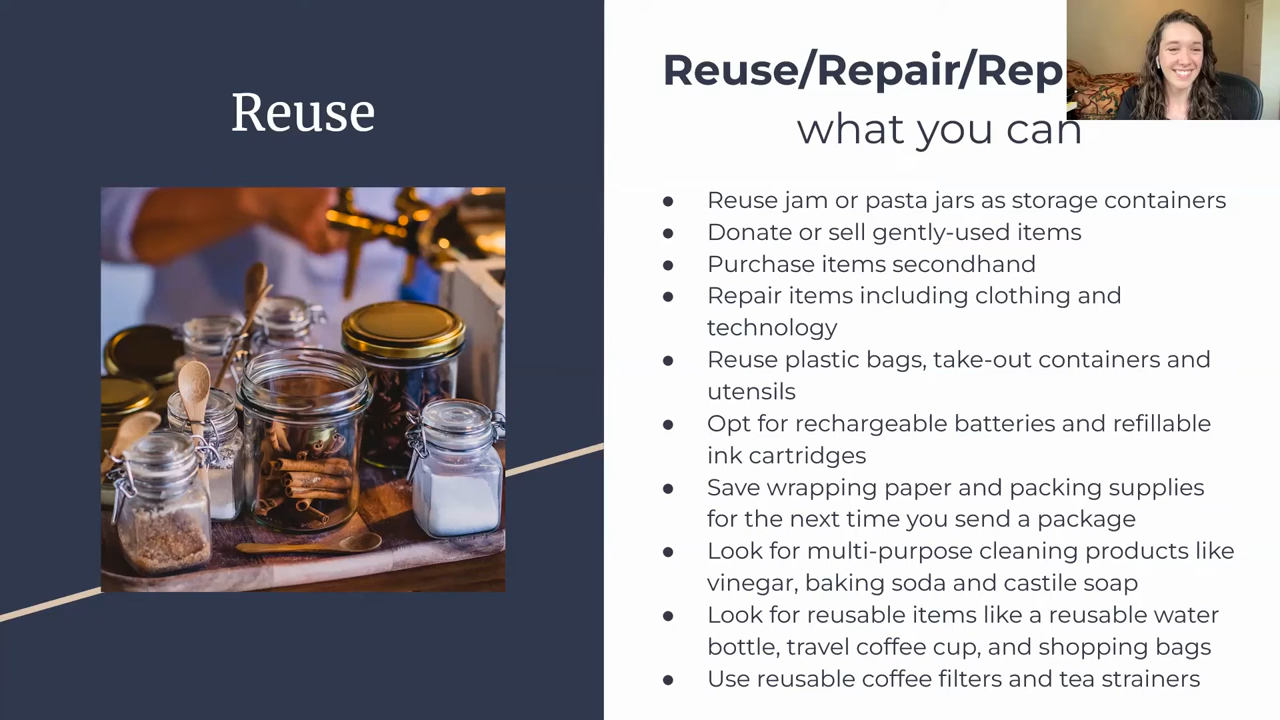 Reuse
Reuse/Repair/Rep
what you can
● Reuse jam or pasta jars as storage containers
● Donate or sell gently-used items
● Purchase items secondhand
● Repair items including clothing and
technology
● Reuse plastic bags, take-out containers and
utensils
● Opt for rechargeable batteries and refillable
ink cartridges
● Save wrapping paper and packing supplies
for the next time you send a package
● Look for multi-purpose cleaning products like
vinegar, baking soda and castile soap
● Look for reusable items like a reusable water
bottle, travel coffee cup, and shopping bags
● Use reusable coffee filters and tea strainers